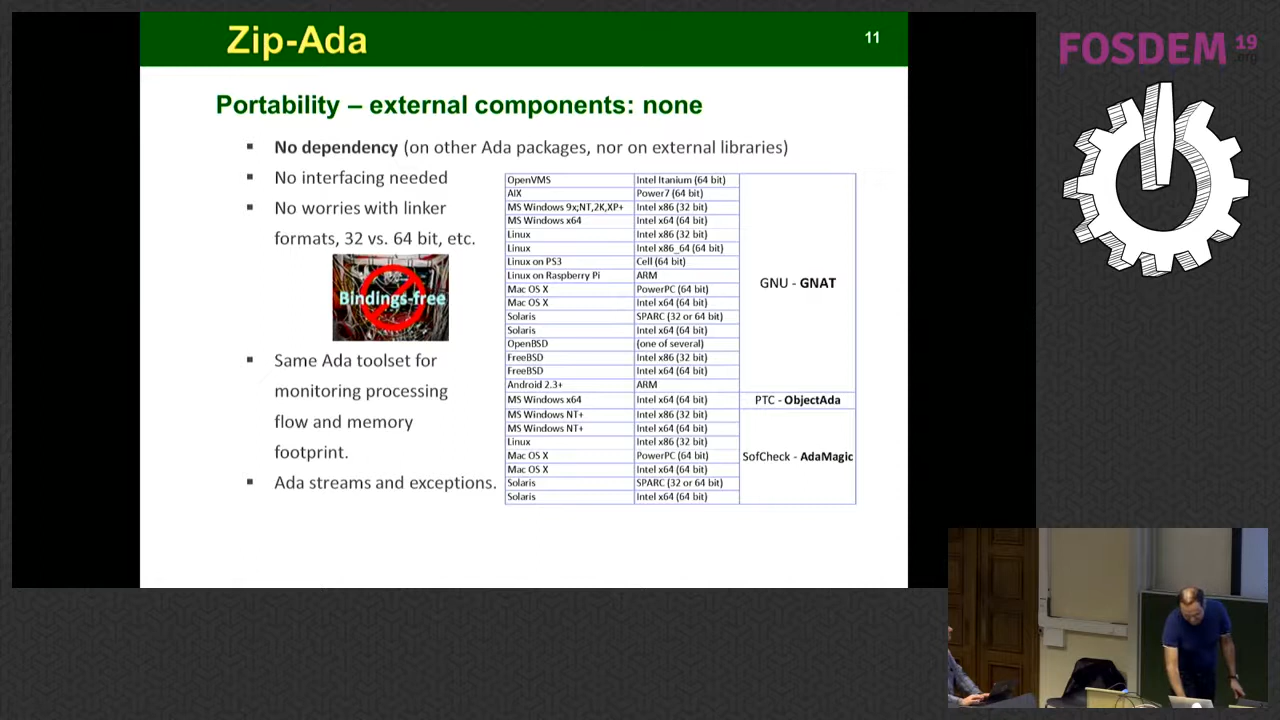 Zip-Ada
11
Portability – external components: none
▪ No dependency (on other Ada packages, nor on external libraries)
▪ No interfacing needed
▪ No worries with linker
formats, 32 vs. 64 bit, etc.
Bindings-free
▪ Same Ada toolset for
monitoring processing
flow and memory
footprint.
▪ Ada streams and exceptions.
OpenVMS Intel Itanium (64 bit)
AIX Power7 (64 bit)
MS Windows 9x;NT,2K,XP+ Intel x86 (32 bit)
MS Windows x64 Intel x64 (64 bit)
Linux Intel x86 (32 bit)
Linux Intel x86_64 (64 bit)
Linux on PS3 Cell (64 bit)
Linux on Raspberry Pi ARM
Mac OS X PowerPC (64 bit)
Mac OS X Intel x64 (64 bit)
Solaris SPARC (32 or 64 bit)
Solaris Intel x64 (64 bit)
OpenBSD (one of several)
FreeBSD Intel x86 (32 bit)
FreeBSD Intel x64 (64 bit)
Android 2.3+ ARM
GNU - GNAT
MS Windows x64 Intel x64 (64 bit) PTC - ObjectAda
MS Windows NT+ Intel x86 (32 bit)
MS Windows NT+ Intel x64 (64 bit)
Linux Intel x86 (32 bit)
Mac OS X PowerPC (64 bit)
Mac OS X Intel x64 (64 bit)
Solaris SPARC (32 or 64 bit)
Solaris Intel x64 (64 bit)
SofCheck - AdaMagic
FOSDEM 19
.org